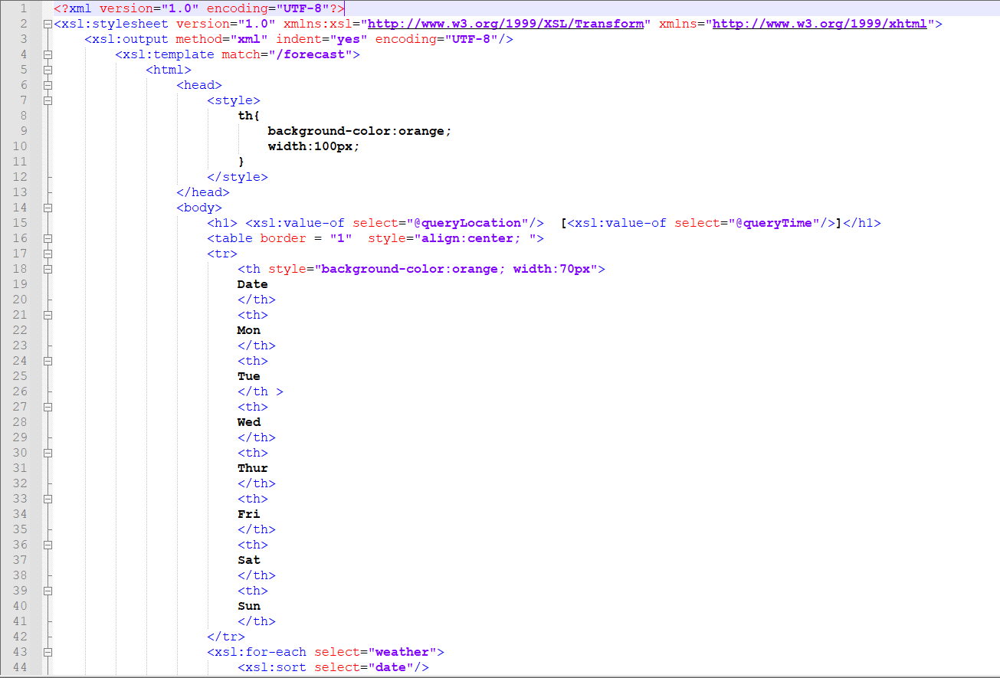 1 <?xml version="1.0" encoding="UTF-8"?>
2 <xsl:stylesheet version="1.0" xmlns:xsl="http://www.w3.org/1999/XSL/Transform" xmlns="http://www.w3.org/1999/xhtml">
3 <xsl:output method="xml" indent="yes" encoding="UTF-8"/>
4 <xsl:template match="/forecast">
5 <html>
6 <head>
7 <style>
8 th{
9 background-color:orange;
10 width:100px;
11 }
12 </style>
13 </head>
14 <body>
15 <h1> <xsl:value-of select="@queryLocation"/>  [<xsl:value-of select="@queryTime"/>]</h1>
16 <table border = "1"  style="align:center; ">
17 <tr>
18 <th style="background-color:orange; width:70px">
19 Date
20 </th>
21 <th>
22 Mon
23 </th>
24 <th>
25 Tue
26 </th >
27 <th>
28 Wed
29 </th>
30 <th>
31 Thur
32 </th>
33 <th>
34 Fri
35 </th>
36 <th>
37 Sat
38 </th>
39 <th>
40 Sun
41 </th>
42 </tr>
43 <xsl:for-each select="weather">
44 <xsl:sort select="date"/>